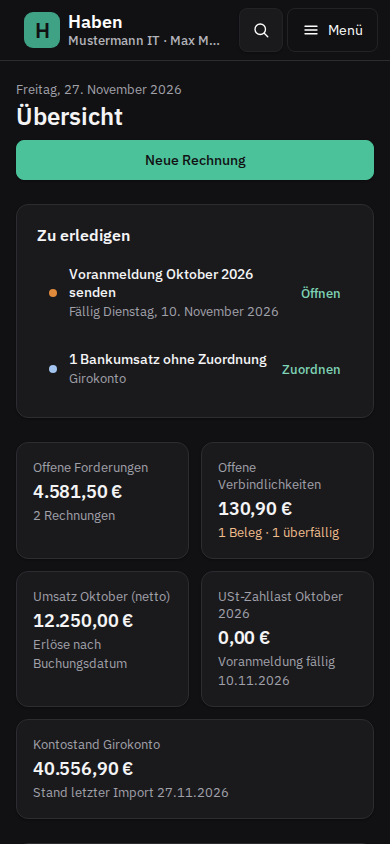 H
Haben
Mustermann IT · Max M...
Menü
Freitag, 27. November 2026
Übersicht
Neue Rechnung
Zu erledigen
Voranmeldung Oktober 2026
senden
Fällig Dienstag, 10. November 2026
Öffnen
1 Bankumsatz ohne Zuordnung
Girokonto
Zuordnen
Offene Forderungen
4.581,50 €
2 Rechnungen
Offene
Verbindlichkeiten
130,90 €
1 Beleg · 1 überfällig
Umsatz Oktober (netto)
12.250,00 €
Erlöse nach
Buchungsdatum
USt-Zahllast Oktober
2026
0,00 €
Voranmeldung fällig
10.11.2026
Kontostand Girokonto
40.556,90 €
Stand letzter Import 27.11.2026